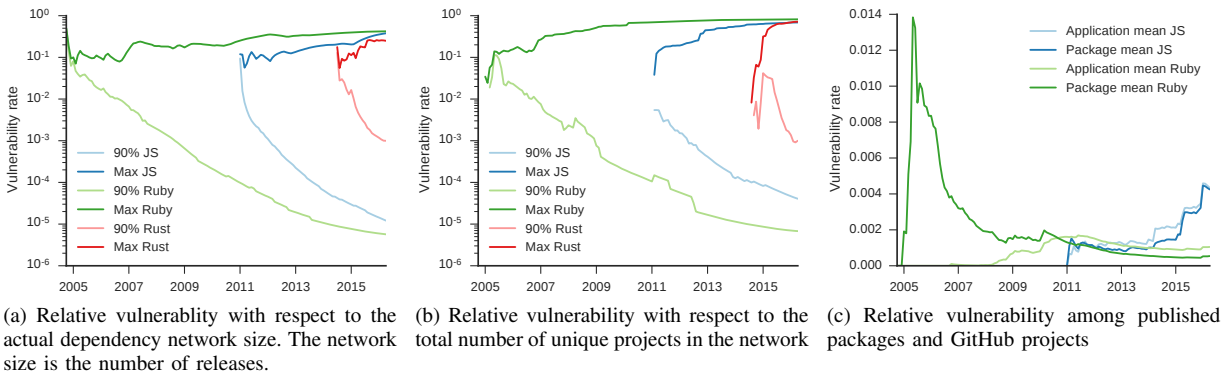 10⁰
10⁻¹
10⁻²
10⁻³
10⁻⁴
10⁻⁵
10⁻⁶
Vulnerability rate
90% JS
Max JS
90% Ruby
Max Ruby
90% Rust
Max Rust
2005 2007 2009 2011 2013 2015
(a) Relative vulnerablity with respect to the
actual dependency network size. The network
size is the number of releases.
10⁰
10⁻¹
10⁻²
10⁻³
10⁻⁴
10⁻⁵
10⁻⁶
Vulnerability rate
90% JS
Max JS
90% Ruby
Max Ruby
90% Rust
Max Rust
2005 2007 2009 2011 2013 2015
(b) Relative vulnerability with respect to the
total number of unique projects in the network
0.014
0.012
0.010
0.008
0.006
0.004
0.002
0.000
Vulnerability rate
Application mean JS
Package mean JS
Application mean Ruby
Package mean Ruby
2005 2007 2009 2011 2013 2015
(c) Relative vulnerability among published
packages and GitHub projects